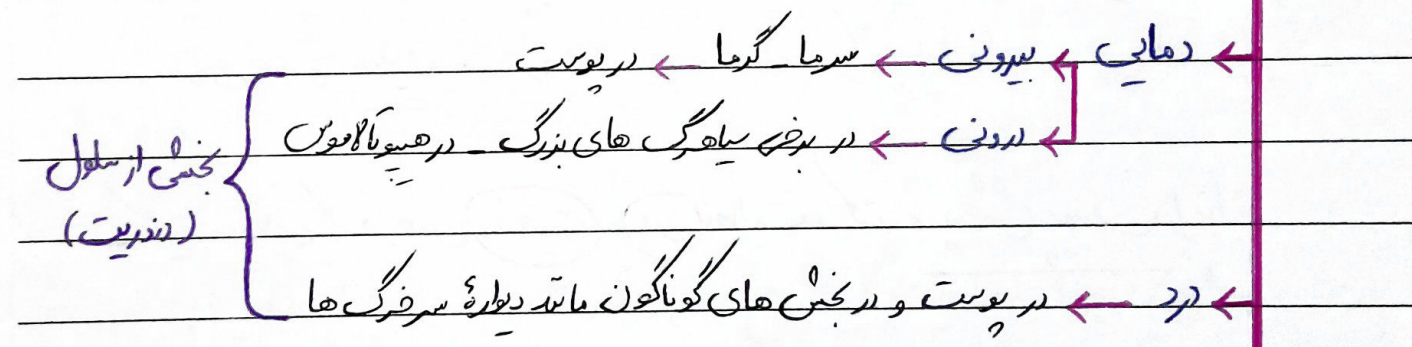 دمایی ← بیرونی ← سرما - گرما ← در پوست
درونی ← در برخی سیاهرگ های بزرگ - در هیپوتالاموس
بخشی از سلول
(دندریت)
درد ← در پوست و در بخش های گوناگون مانند دیوارهٔ سرخرگ ها